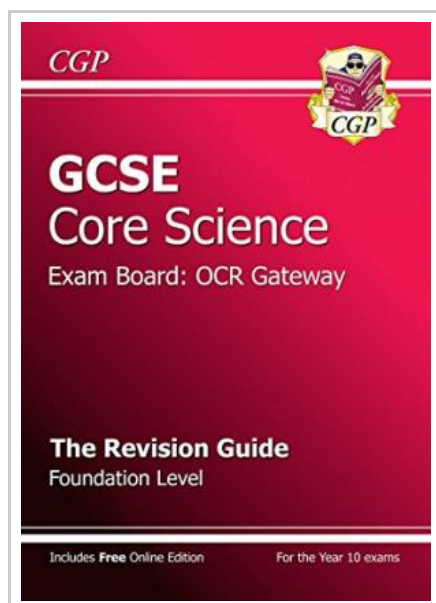 CGP
CGP
CGP
GCSE
Core Science
Exam Board: OCR Gateway
The Revision Guide
Foundation Level
Includes Free Online Edition For the Year 10 exams